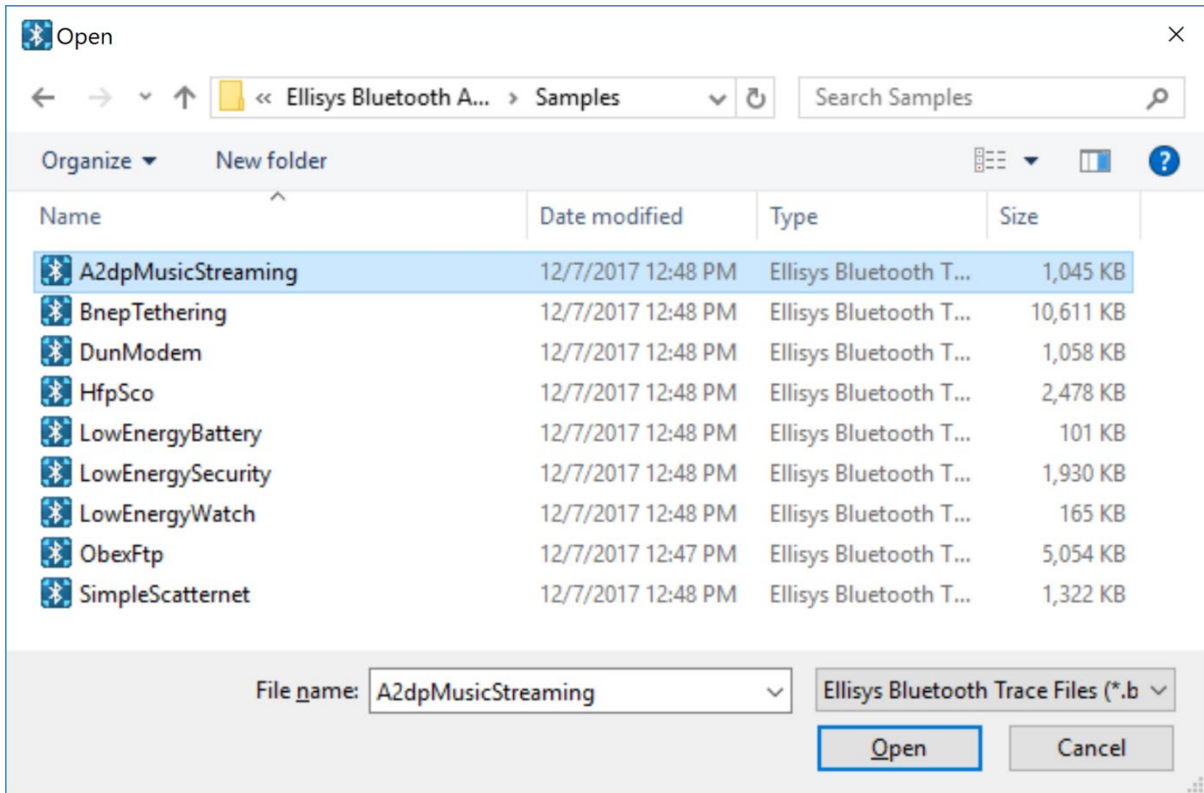 Open
« Ellisys Bluetooth A... › Samples Search Samples
Organize New folder
Name Date modified Type Size
A2dpMusicStreaming 12/7/2017 12:48 PM Ellisys Bluetooth T... 1,045 KB
BnepTethering 12/7/2017 12:48 PM Ellisys Bluetooth T... 10,611 KB
DunModem 12/7/2017 12:48 PM Ellisys Bluetooth T... 1,058 KB
HfpSco 12/7/2017 12:48 PM Ellisys Bluetooth T... 2,478 KB
LowEnergyBattery 12/7/2017 12:48 PM Ellisys Bluetooth T... 101 KB
LowEnergySecurity 12/7/2017 12:48 PM Ellisys Bluetooth T... 1,930 KB
LowEnergyWatch 12/7/2017 12:48 PM Ellisys Bluetooth T... 165 KB
ObexFtp 12/7/2017 12:47 PM Ellisys Bluetooth T... 5,054 KB
SimpleScatternet 12/7/2017 12:48 PM Ellisys Bluetooth T... 1,322 KB
File name: A2dpMusicStreaming Ellisys Bluetooth Trace Files (*.b
Open Cancel